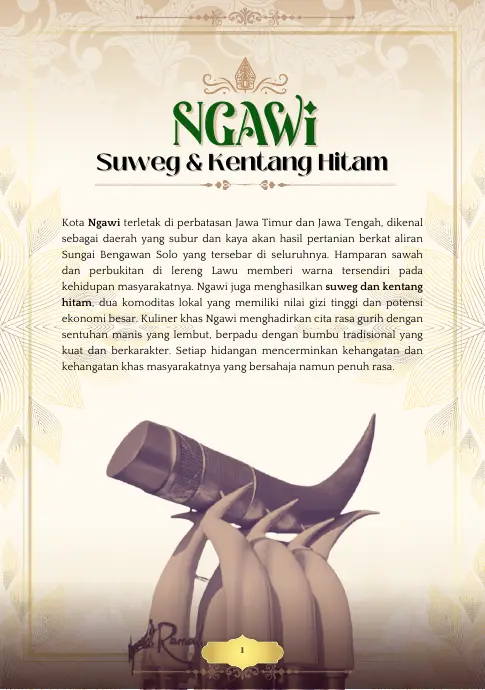 NGAWi
Suweg & Kentang Hitam
Kota Ngawi terletak di perbatasan Jawa Timur dan Jawa Tengah, dikenal
sebagai daerah yang subur dan kaya akan hasil pertanian berkat aliran
Sungai Bengawan Solo yang tersebar di seluruhnya. Hamparan sawah
dan perbukitan di lereng Lawu memberi warna tersendiri pada
kehidupan masyarakatnya. Ngawi juga menghasilkan suweg dan kentang
hitam, dua komoditas lokal yang memiliki nilai gizi tinggi dan potensi
ekonomi besar. Kuliner khas Ngawi menghadirkan cita rasa gurih dengan
sentuhan manis yang lembut, berpadu dengan bumbu tradisional yang
kuat dan berkarakter. Setiap hidangan mencerminkan kehangatan dan
kehangatan khas masyarakatnya yang bersahaja namun penuh rasa.
1